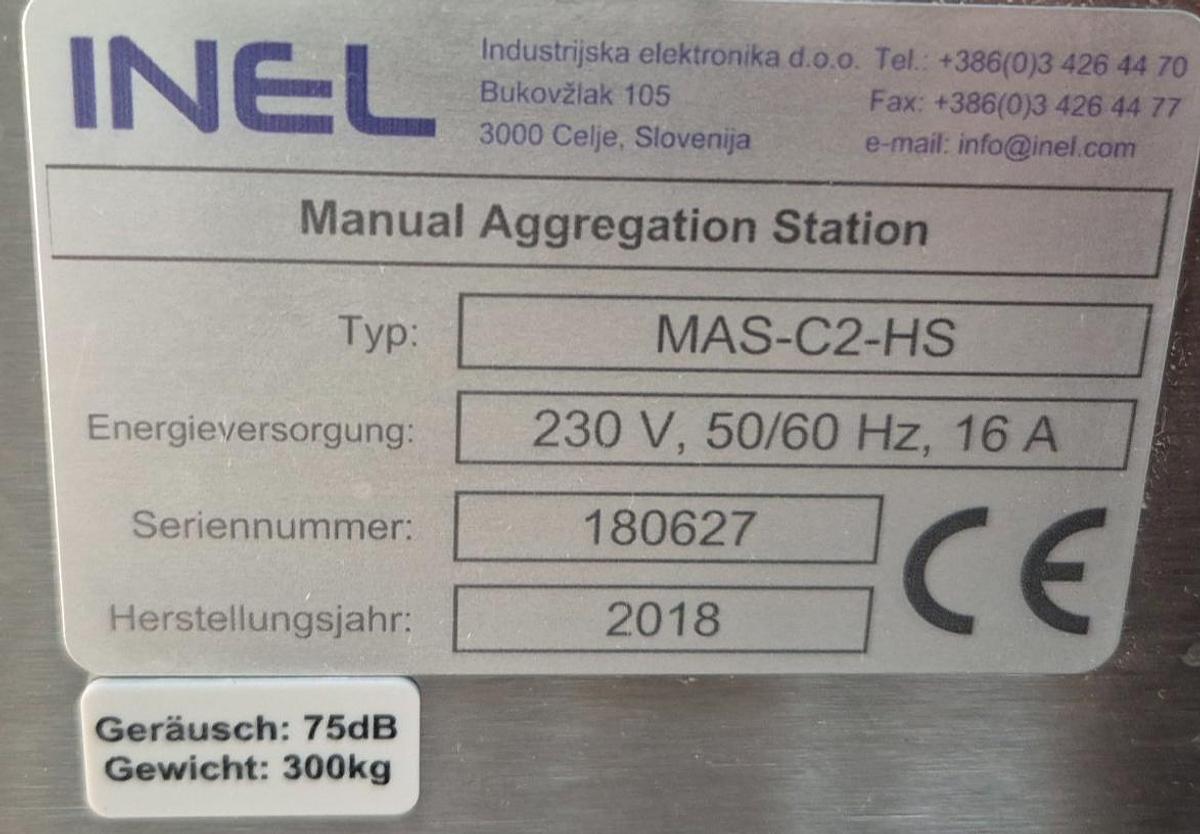 INEL
Industrijska elektronika d.o.o. Tel.: +386(0)3 426 44 70
Bukovžlak 105 Fax: +386(0)3 426 44 77
3000 Celje, Slovenija e-mail: info@inel.com
Manual Aggregation Station
Typ: MAS-C2-HS
Energieversorgung: 230 V, 50/60 Hz, 16 A
Seriennummer: 180627
Herstellungsjahr: 2018
CE
Geräusch: 75dB
Gewicht: 300kg